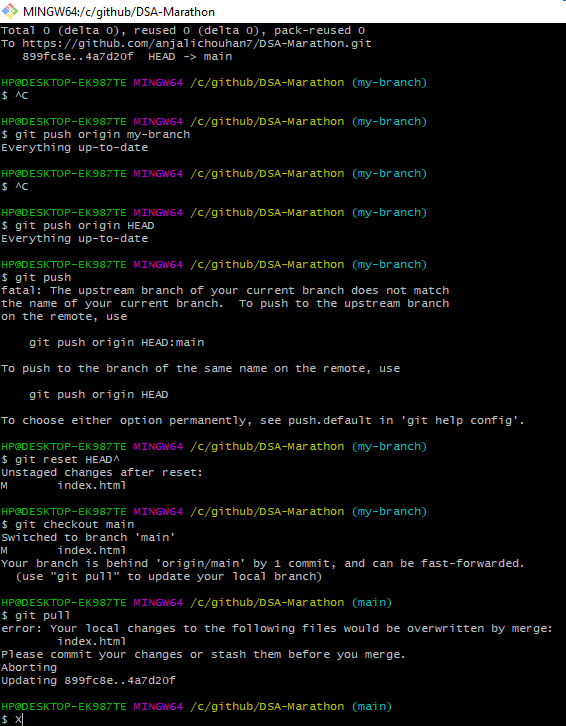 MINGW64:/c/github/DSA-Marathon
Total 0 (delta 0), reused 0 (delta 0), pack-reused 0
To https://github.com/anjalichouhan7/DSA-Marathon.git
   899fc8e..4a7d20f  HEAD -> main

HP@DESKTOP-EK987TE MINGW64 /c/github/DSA-Marathon (my-branch)
$ ^C

HP@DESKTOP-EK987TE MINGW64 /c/github/DSA-Marathon (my-branch)
$ git push origin my-branch
Everything up-to-date

HP@DESKTOP-EK987TE MINGW64 /c/github/DSA-Marathon (my-branch)
$ ^C

HP@DESKTOP-EK987TE MINGW64 /c/github/DSA-Marathon (my-branch)
$ git push origin HEAD
Everything up-to-date

HP@DESKTOP-EK987TE MINGW64 /c/github/DSA-Marathon (my-branch)
$ git push
fatal: The upstream branch of your current branch does not match
the name of your current branch.  To push to the upstream branch
on the remote, use

    git push origin HEAD:main

To push to the branch of the same name on the remote, use

    git push origin HEAD

To choose either option permanently, see push.default in 'git help config'.

HP@DESKTOP-EK987TE MINGW64 /c/github/DSA-Marathon (my-branch)
$ git reset HEAD^
Unstaged changes after reset:
M       index.html

HP@DESKTOP-EK987TE MINGW64 /c/github/DSA-Marathon (my-branch)
$ git checkout main
Switched to branch 'main'
M       index.html
Your branch is behind 'origin/main' by 1 commit, and can be fast-forwarded.
  (use "git pull" to update your local branch)

HP@DESKTOP-EK987TE MINGW64 /c/github/DSA-Marathon (main)
$ git pull
error: Your local changes to the following files would be overwritten by merge:
        index.html
Please commit your changes or stash them before you merge.
Aborting
Updating 899fc8e..4a7d20f

HP@DESKTOP-EK987TE MINGW64 /c/github/DSA-Marathon (main)
$ x